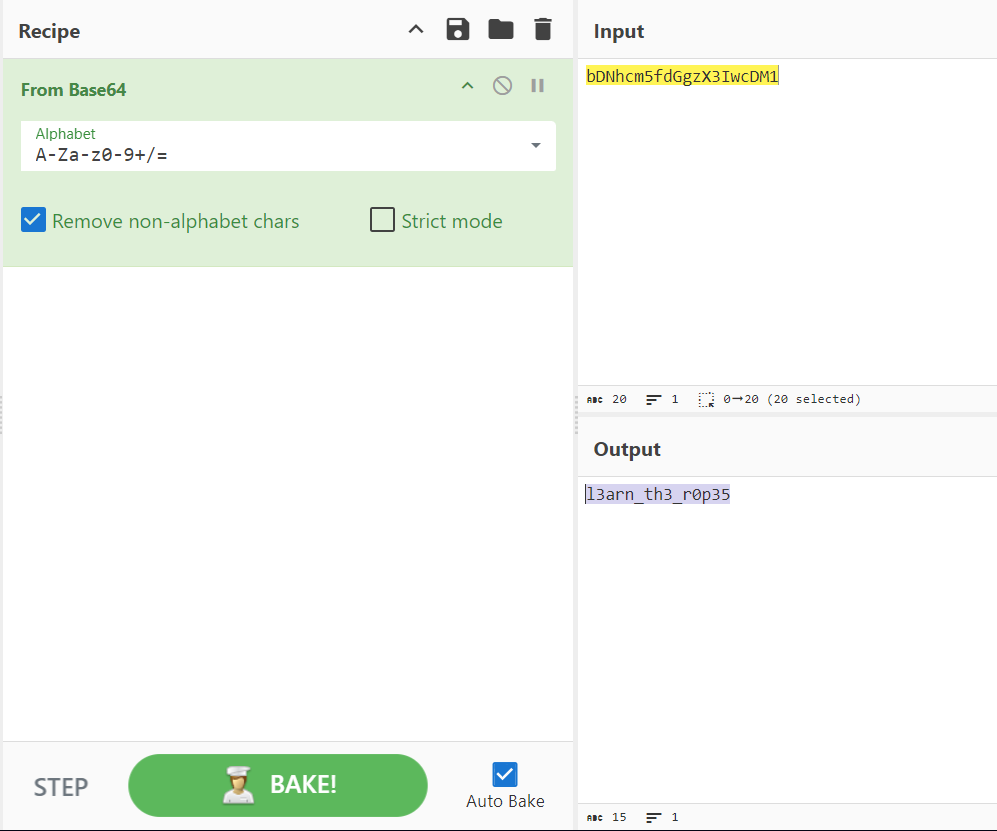 Recipe
From Base64
Alphabet
A-Za-z0-9+/=
Remove non-alphabet chars
Strict mode
STEP
BAKE!
Auto Bake
Input
bDNhcm5fdGgzX3IwcDM1
ABC 20 1 0→20 (20 selected)
Output
l3arn_th3_r0p35
ABC 15 1